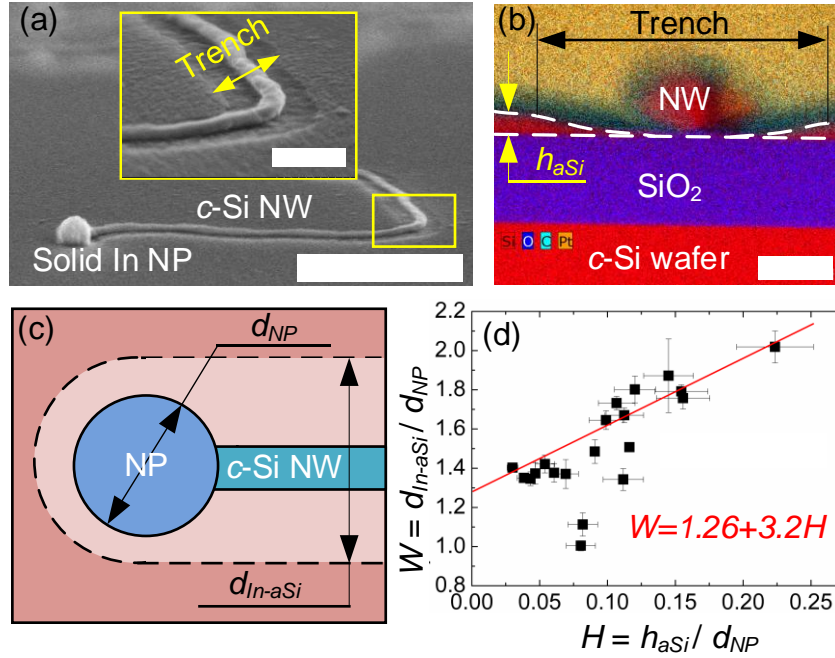 (a)
Trench
c-Si NW
Solid In NP
(b)
Trench
NW
h_aSi
SiO₂
Si O C Pt
c-Si wafer
(c)
d_NP
NP
c-Si NW
d_In-aSi
(d)
W = d_In-aSi / d_NP
2.2
2.0
1.8
1.6
1.4
1.2
1.0
0.8
W=1.26+3.2H
0.00 0.05 0.10 0.15 0.20 0.25
H = h_aSi / d_NP